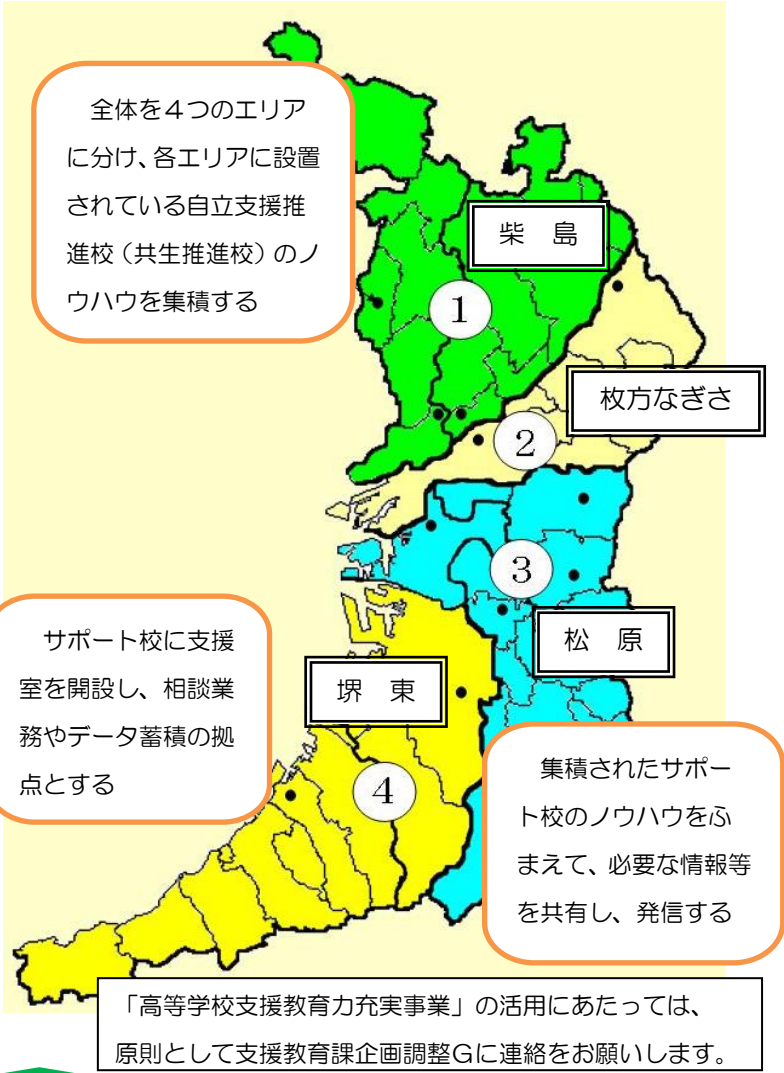 全体を４つのエリア
に分け、各エリアに設置
されている自立支援推
進校（共生推進校）のノ
ウハウを集積する
柴　島
1
枚方なぎさ
2
3
松　原
サポート校に支援
室を開設し、相談業
務やデータ蓄積の拠
点とする
堺　東
4
集積されたサポー
ト校のノウハウをふ
まえて、必要な情報等
を共有し、発信する
「高等学校支援教育力充実事業」の活用にあたっては、
原則として支援教育課企画調整Ｇに連絡をお願いします。